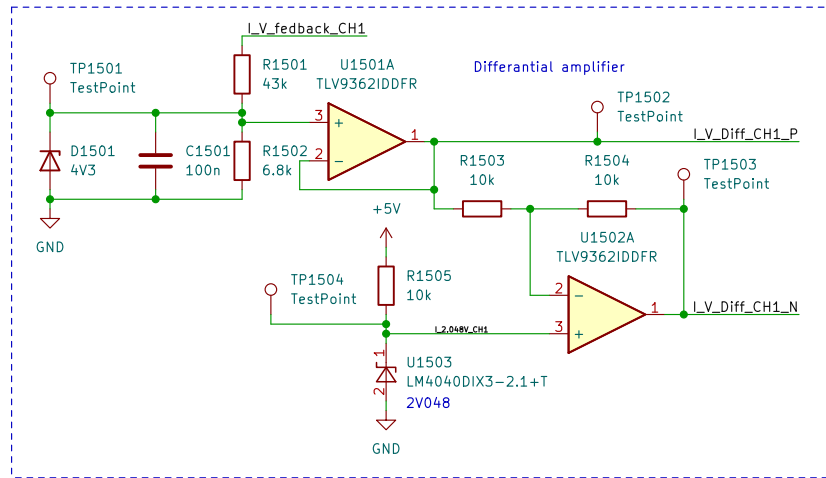 I_V_fedback_CH1
TP1501
TestPoint
R1501
43k
U1501A
TLV9362IDDFR
Differantial amplifier
TP1502
TestPoint
3
+
1
I_V_Diff_CH1_P
D1501
4V3
C1501
100n
R1502
6.8k
2
−
R1503
10k
R1504
10k
TP1503
TestPoint
GND
+5V
U1502A
TLV9362IDDFR
TP1504
TestPoint
R1505
10k
2
−
1
I_V_Diff_CH1_N
I_2.048V_CH1
3
+
1
2
U1503
LM4040DIX3-2.1+T
2V048
GND